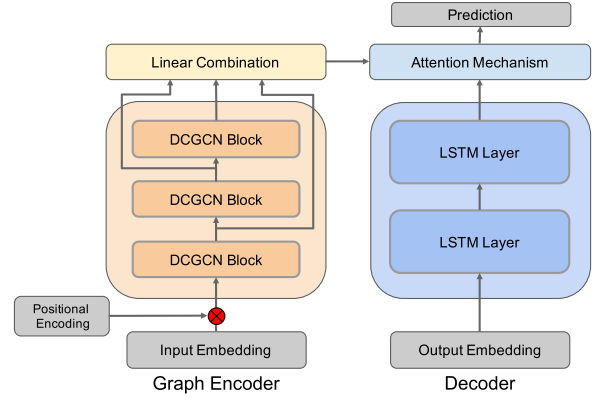 Prediction
Linear Combination
Attention Mechanism
DCGCN Block
LSTM Layer
DCGCN Block
LSTM Layer
DCGCN Block
Positional
Encoding
Input Embedding
Output Embedding
Graph Encoder
Decoder